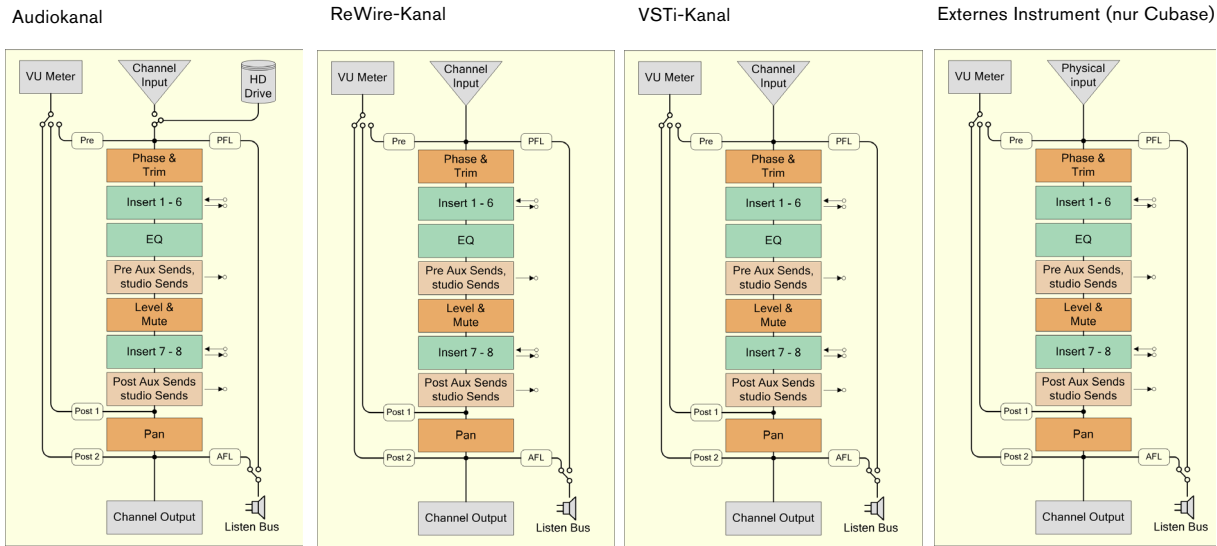 Audiokanal
VU Meter
Channel
Input
HD
Drive
Pre
PFL
Phase &
Trim
Insert 1 - 6
EQ
Pre Aux Sends,
studio Sends
Level &
Mute
Insert 7 - 8
Post Aux Sends
studio Sends
Post 1
Pan
Post 2
AFL
Channel Output
Listen Bus
ReWire-Kanal
VU Meter
Channel
Input
Pre
PFL
Phase &
Trim
Insert 1 - 6
EQ
Pre Aux Sends,
studio Sends
Level &
Mute
Insert 7 - 8
Post Aux Sends
studio Sends
Post 1
Pan
Post 2
AFL
Channel Output
Listen Bus
VSTi-Kanal
VU Meter
Channel
Input
Pre
PFL
Phase &
Trim
Insert 1 - 6
EQ
Pre Aux Sends,
studio Sends
Level &
Mute
Insert 7 - 8
Post Aux Sends
studio Sends
Post 1
Pan
Post 2
AFL
Channel Output
Listen Bus
Externes Instrument (nur Cubase)
VU Meter
Physical
input
Pre
PFL
Phase &
Trim
Insert 1 - 6
EQ
Pre Aux Sends,
studio Sends
Level &
Mute
Insert 7 - 8
Post Aux Sends
studio Sends
Post 1
Pan
Post 2
AFL
Channel Output
Listen Bus